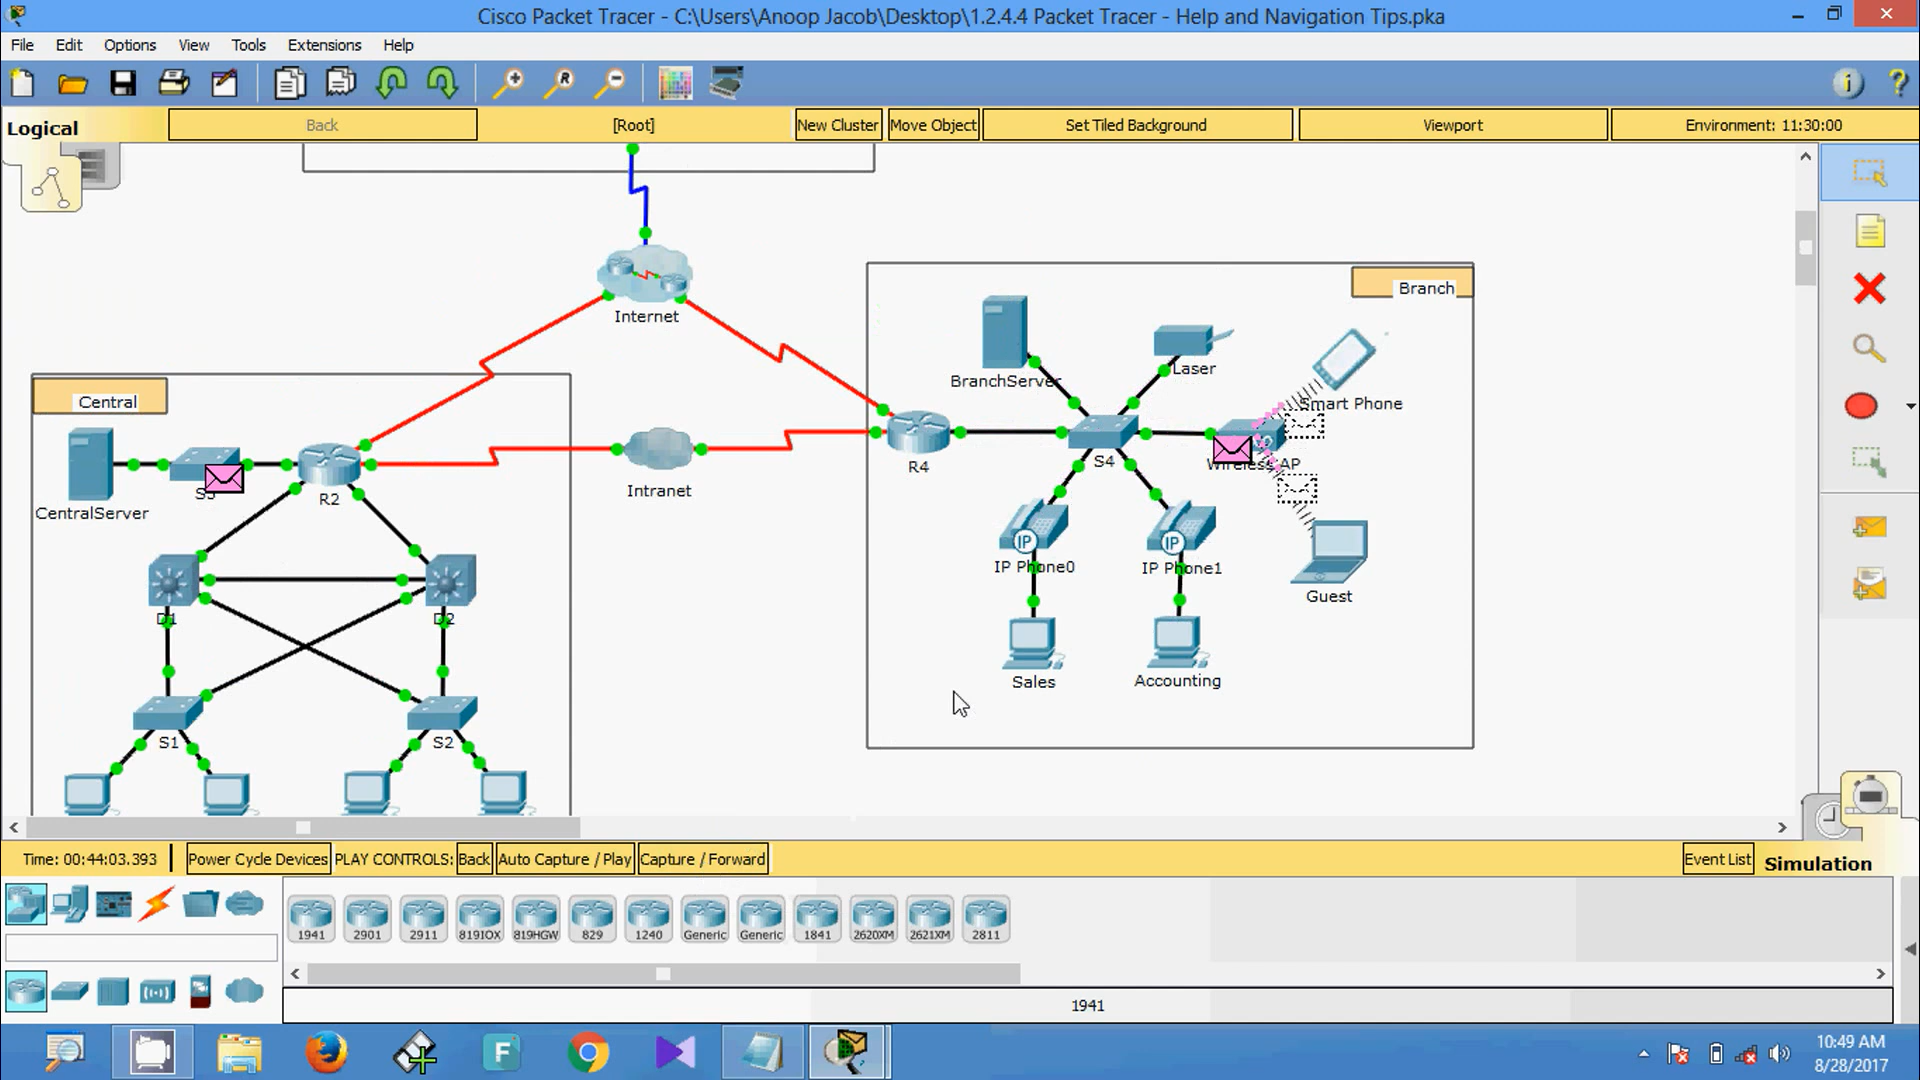 Cisco Packet Tracer - C:\Users\Anoop Jacob\Desktop\1.2.4.4 Packet Tracer - Help and Navigation Tips.pka
File Edit Options View Tools Extensions Help
Logical
Back
[Root]
New Cluster
Move Object
Set Tiled Background
Viewport
Environment: 11:30:00
Internet
Branch
BranchServer
Laser
Smart Phone
Central
R4
S4
Wireless AP
CentralServer
S3
R2
Intranet
IP
IP
IP Phone0
IP Phone1
Guest
D1
D2
Sales
Accounting
S1
S2
Time: 00:44:03.393
Power Cycle Devices
PLAY CONTROLS:
Back
Auto Capture / Play
Capture / Forward
Event List
Simulation
1941
2901
2911
819IOX
819HGW
829
1240
Generic
Generic
1841
2620XM
2621XM
2811
1941
10:49 AM
8/28/2017